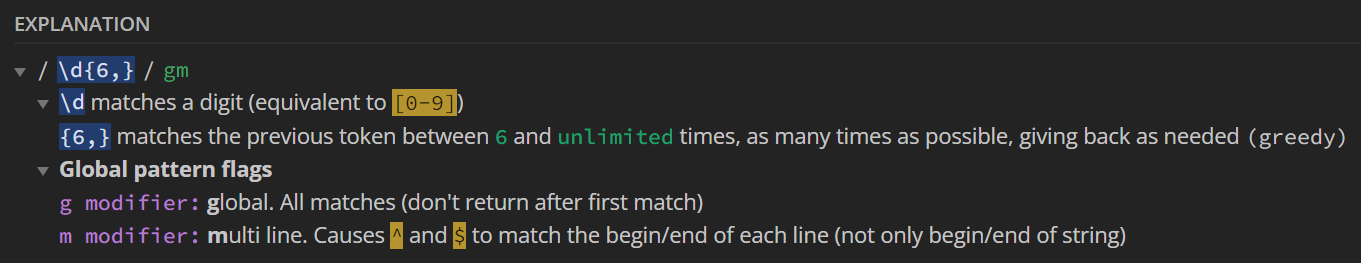 EXPLANATION
/ \d{6,} / gm
\d matches a digit (equivalent to [0-9])
{6,} matches the previous token between 6 and unlimited times, as many times as possible, giving back as needed (greedy)
Global pattern flags
g modifier: global. All matches (don't return after first match)
m modifier: multi line. Causes ^ and $ to match the begin/end of each line (not only begin/end of string)